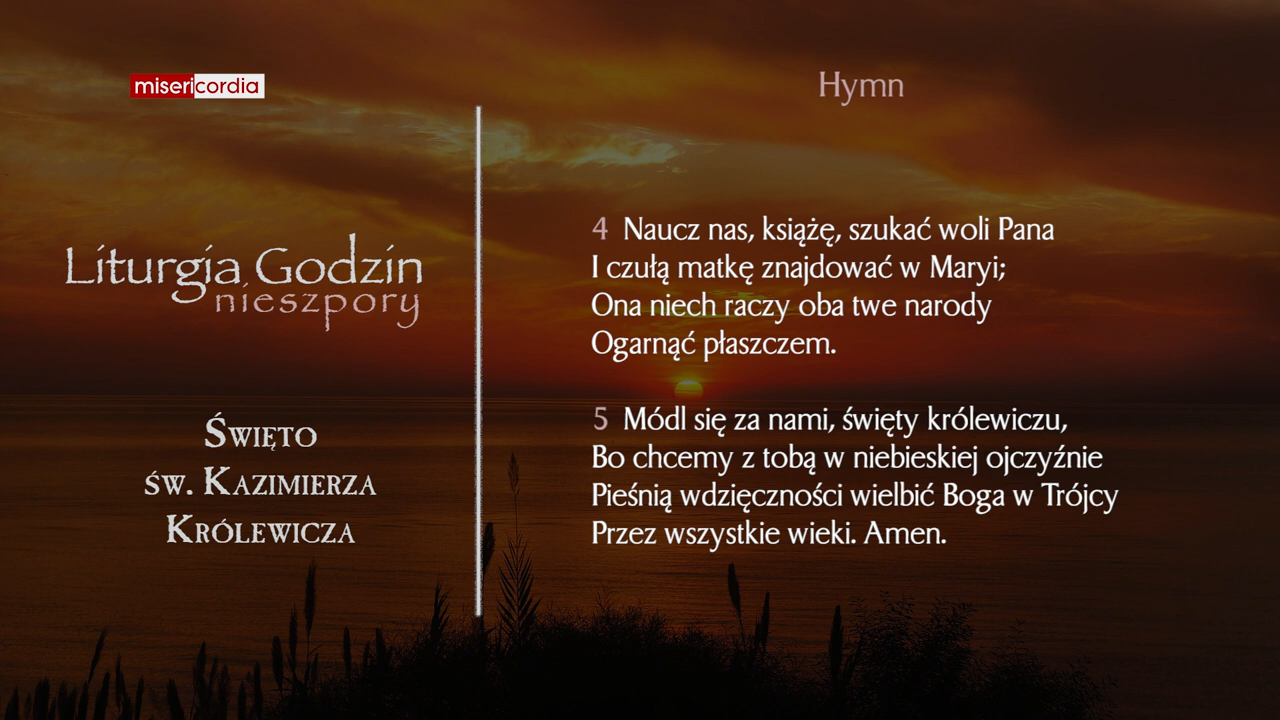 misericordia
Liturgia Godzin
nieszpory
Święto
św. Kazimierza
Królewicza
Hymn
4 Naucz nas, książę, szukać woli Pana
I czułą matkę znajdować w Maryi;
Ona niech raczy oba twe narody
Ogarnąć płaszczem.
5 Módl się za nami, święty królewiczu,
Bo chcemy z tobą w niebieskiej ojczyźnie
Pieśnią wdzięczności wielbić Boga w Trójcy
Przez wszystkie wieki. Amen.